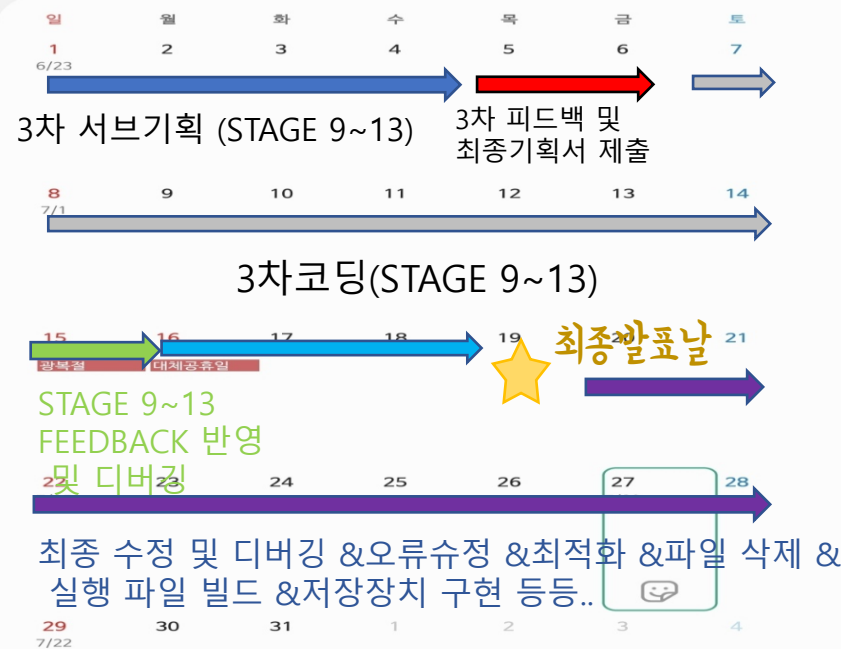 일 월 화 수 목 금 토
1 2 3 4 5 6 7
6/23
3차 서브기획 (STAGE 9~13)
3차 피드백 및
최종기획서 제출
8 9 10 11 12 13 14
7/1
3차코딩(STAGE 9~13)
15 16 17 18 19 20 21
최종발표날
광복절 대체공휴일
STAGE 9~13
FEEDBACK 반영
및 디버깅
22 23 24 25 26 27 28
최종 수정 및 디버깅 &오류슈정 &최적화 &파일 삭제 &
실행 파일 빌드 &저장장치 구현 등등..
29 30 31 1 2 3 4
7/22